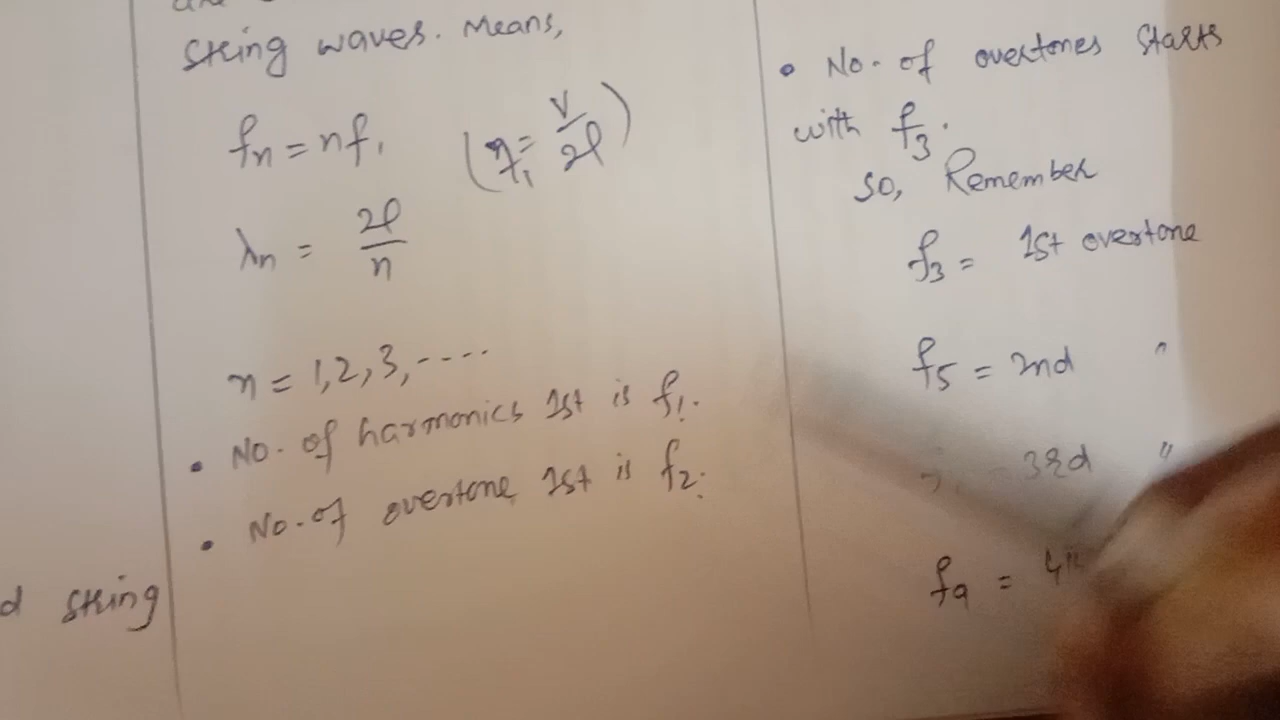 string waves. Means,
fn = nf1 (f1 = v/2l)
λn = 2l/n
n = 1,2,3,----
• No. of harmonics 1st is f1.
• No. of overtone 1st is f2.
d string
• No. of overtones starts
with f3.
so, Remember
f3 = 1st overtone
f5 = 2nd "
3rd "
f9 =